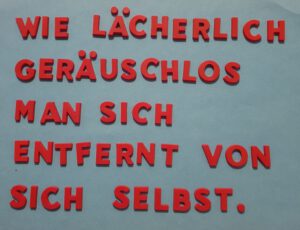 WIE LÄCHERLICH
GERÄUSCHLOS
MAN SICH
ENTFERNT VON
SICH SELBST.